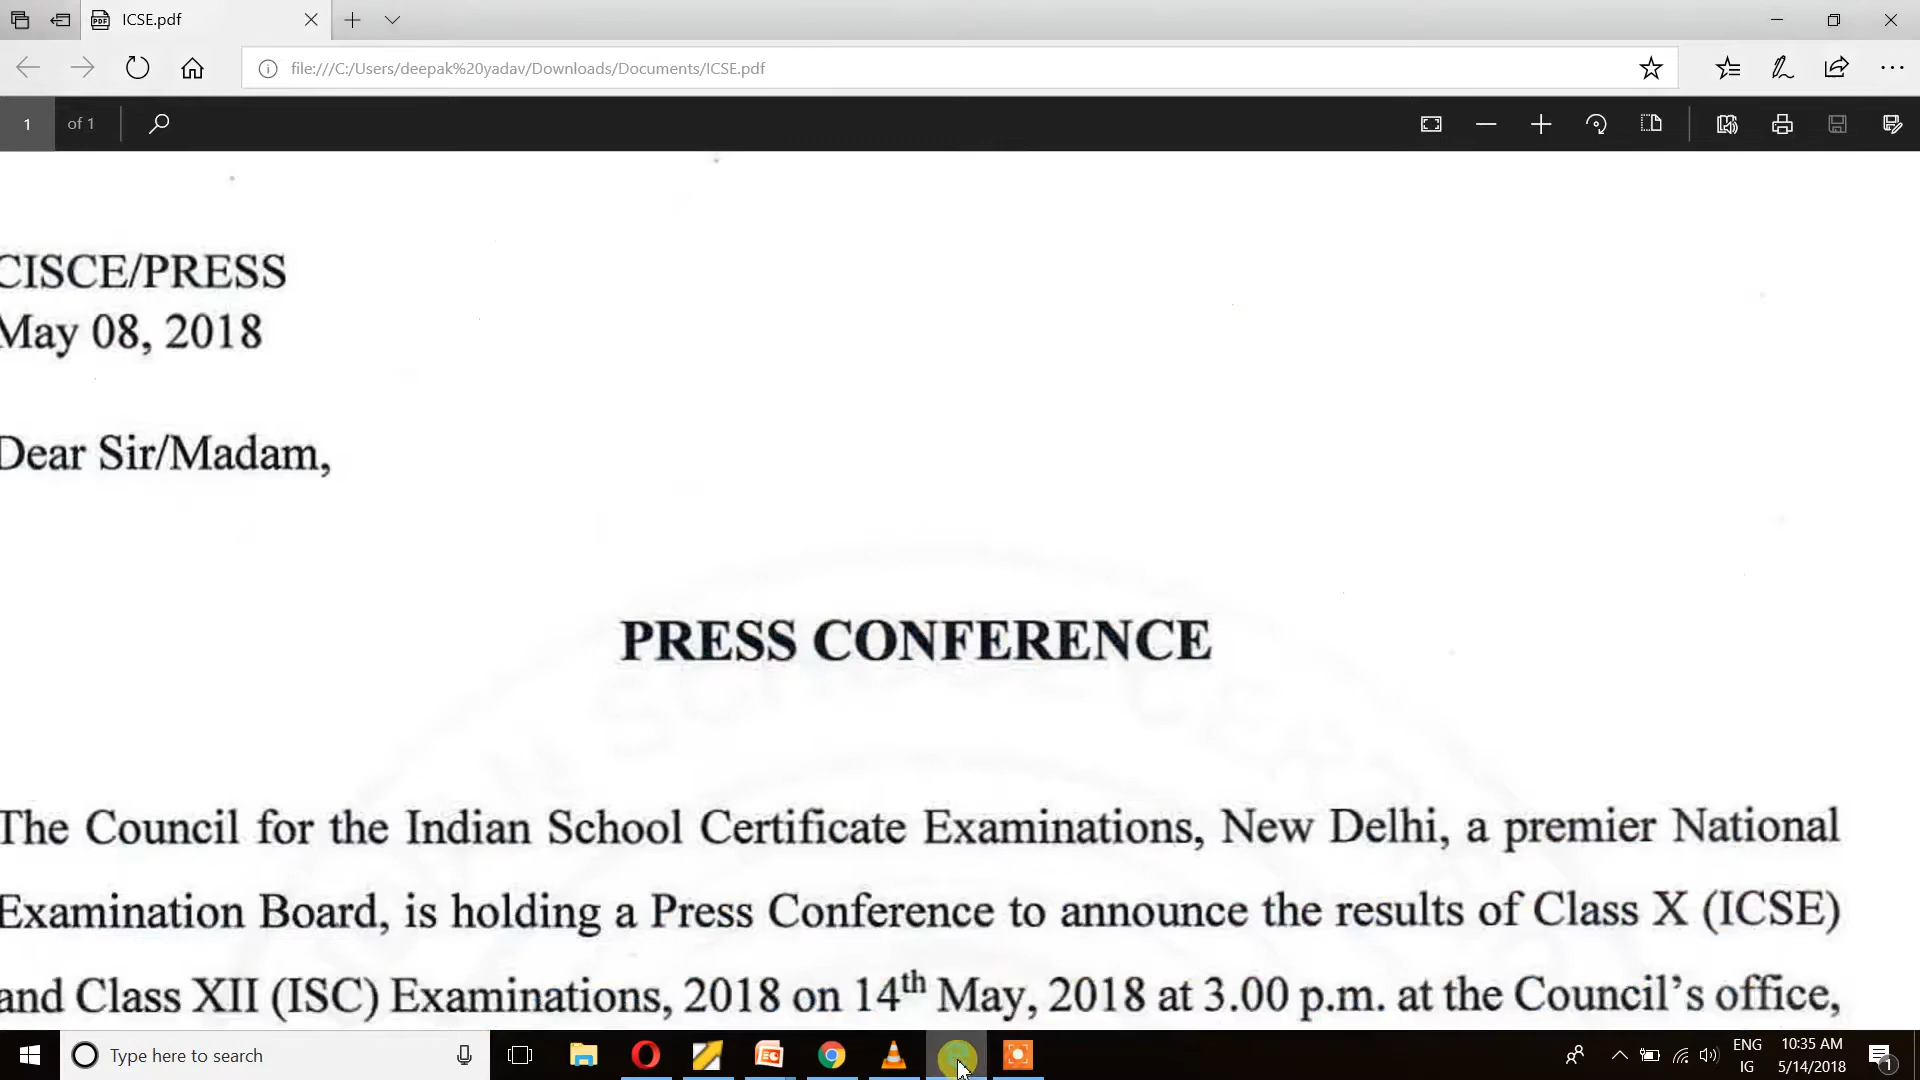 ICSE.pdf
file:///C:/Users/deepak%20yadav/Downloads/Documents/ICSE.pdf
1 of 1
CISCE/PRESS
May 08, 2018
Dear Sir/Madam,
PRESS CONFERENCE
The Council for the Indian School Certificate Examinations, New Delhi, a premier National
Examination Board, is holding a Press Conference to announce the results of Class X (ICSE)
and Class XII (ISC) Examinations, 2018 on 14th May, 2018 at 3.00 p.m. at the Council's office,
Type here to search
ENG
IG
10:35 AM
5/14/2018
1